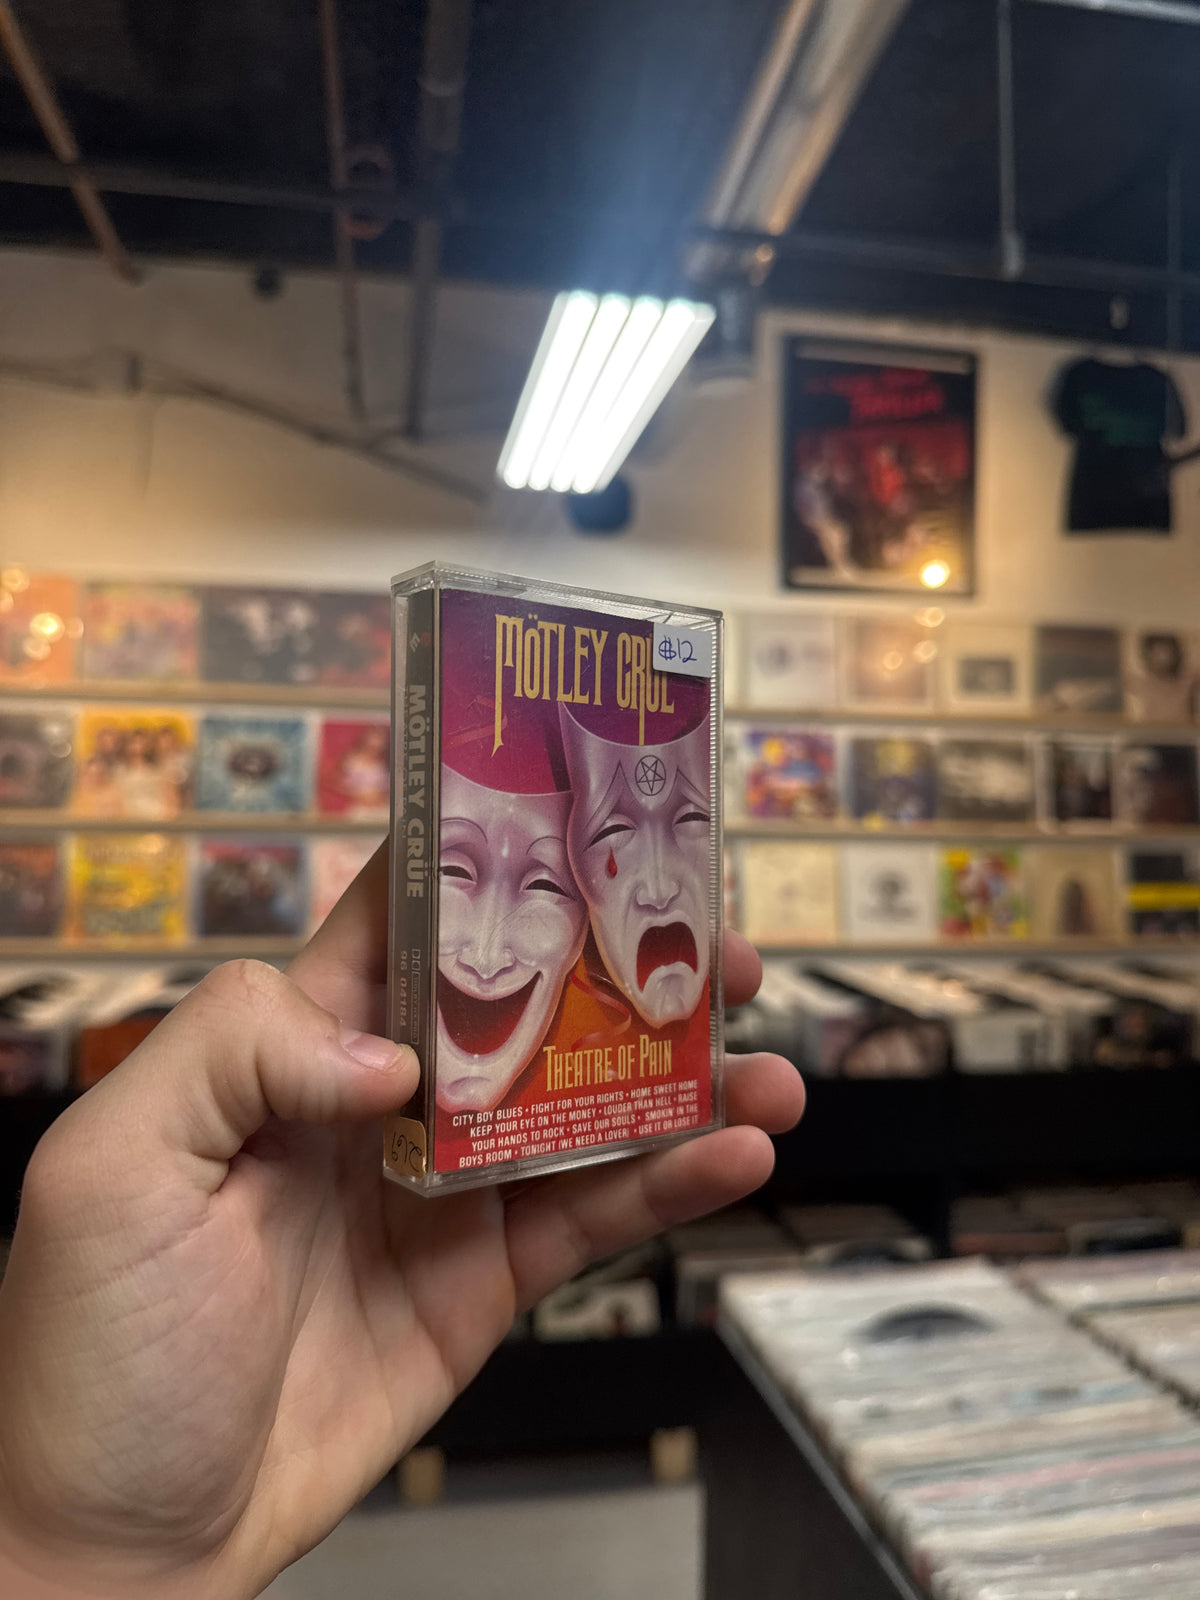 MÖTLEY CRÜE
$12
THEATRE OF PAIN
CITY BOY BLUES • FIGHT FOR YOUR RIGHTS • HOME SWEET HOME
KEEP YOUR EYE ON THE MONEY • LOUDER THAN HELL • RAISE
YOUR HANDS TO ROCK • SAVE OUR SOULS • SMOKIN' IN THE
BOYS ROOM • TONIGHT (WE NEED A LOVER) • USE IT OR LOSE IT
MÖTLEY CRÜE
96 04184